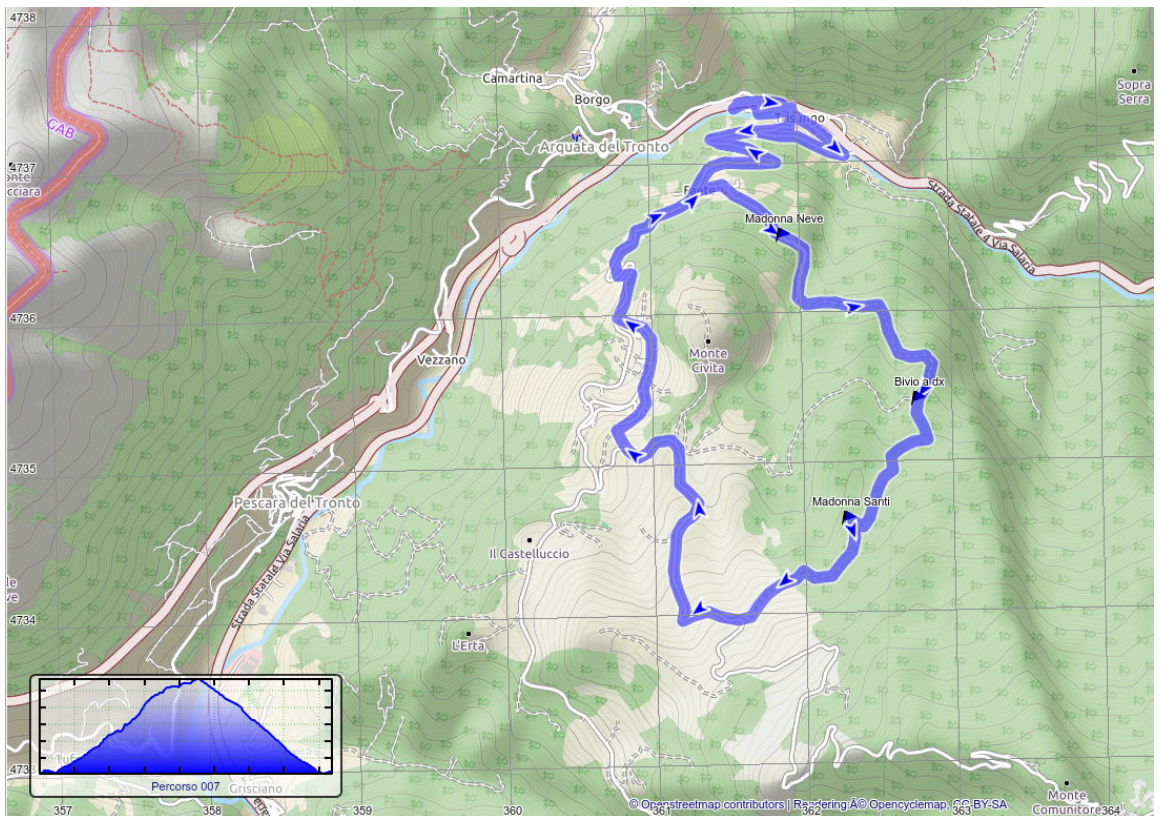 4738
Camartina
Sopra
Serra
Borgo
GAB
Trisungo
Arquata del Tronto
4737
Strada Statale 4 Via Salaria
Madonna Neve
4736
Monte
Civita
Vezzano
Bivio a dx
4735
Pescara del Tronto
Madonna Santi
Il Castelluccio
Strada Statale Via Salaria
4734
L'Erta
Percorso 007
Grisciano
Monte
Comunitore
© Openstreetmap contributors | Rendering:Â© Opencyclemap, CC-BY-SA
357
358
359
360
361
362
363
364